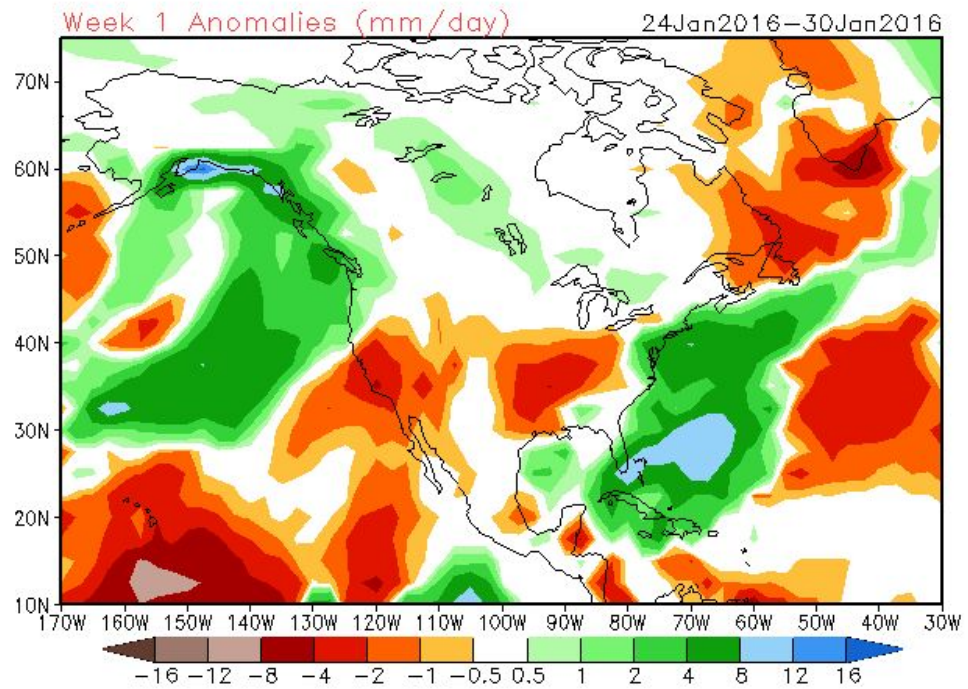 Week 1 Anomalies (mm/day) 24Jan2016-30Jan2016
70N
60N
50N
40N
30N
20N
10N
170W 160W 150W 140W 130W 120W 110W 100W 90W 80W 70W 60W 50W 40W 30W
-16 -12 -8 -4 -2 -1 -0.5 0.5 1 2 4 8 12 16